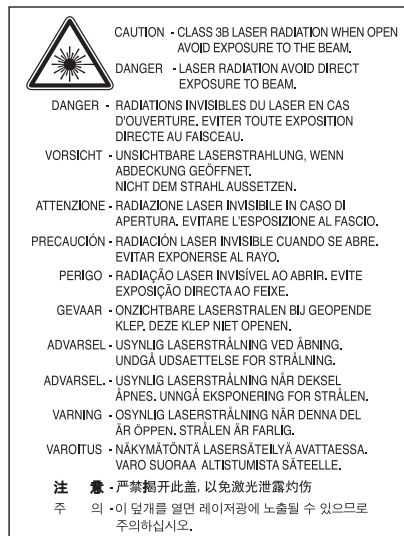 CAUTION - CLASS 3B LASER RADIATION WHEN OPEN
AVOID EXPOSURE TO THE BEAM.
DANGER - LASER RADIATION AVOID DIRECT
EXPOSURE TO BEAM.
DANGER - RADIATIONS INVISIBLES DU LASER EN CAS
D'OUVERTURE. EVITER TOUTE EXPOSITION
DIRECTE AU FAISCEAU.
VORSICHT - UNSICHTBARE LASERSTRAHLUNG, WENN
ABDECKUNG GEÖFFNET.
NICHT DEM STRAHL AUSSETZEN.
ATTENZIONE - RADIAZIONE LASER INVISIBILE IN CASO DI
APERTURA. EVITARE L'ESPOSIZIONE AL FASCIO.
PRECAUCIÓN - RADIACIÓN LASER INVISIBLE CUANDO SE ABRE.
EVITAR EXPONERSE AL RAYO.
PERIGO - RADIAÇÃO LASER INVISÍVEL AO ABRIR. EVITE
EXPOSIÇÃO DIRECTA AO FEIXE.
GEVAAR - ONZICHTBARE LASERSTRALEN BIJ GEOPENDE
KLEP. DEZE KLEP NIET OPENEN.
ADVARSEL - USYNLIG LASERSTRÅLNING VED ÅBNING.
UNDGÅ UDSAETTELSE FOR STRÅLNING.
ADVARSEL. - USYNLIG LASERSTRÅLNING NÅR DEKSEL
ÅPNES. UNNGÅ EKSPONERING FOR STRÅLEN.
VARNING - OSYNLIG LASERSTRÅLNING NÄR DENNA DEL
ÄR ÖPPEN. STRÅLEN ÄR FARLIG.
VAROITUS - NÄKYMÄTÖNTÄ LASERSÄTEILYÄ AVATTAESSA.
VARO SUORAA ALTISTUMISTA SÄTEELLE.
注 意 - 严禁揭开此盖, 以免激光泄露灼伤
주 의 - 이 덮개를 열면 레이저광에 노출될 수 있으므로
주의하십시오.